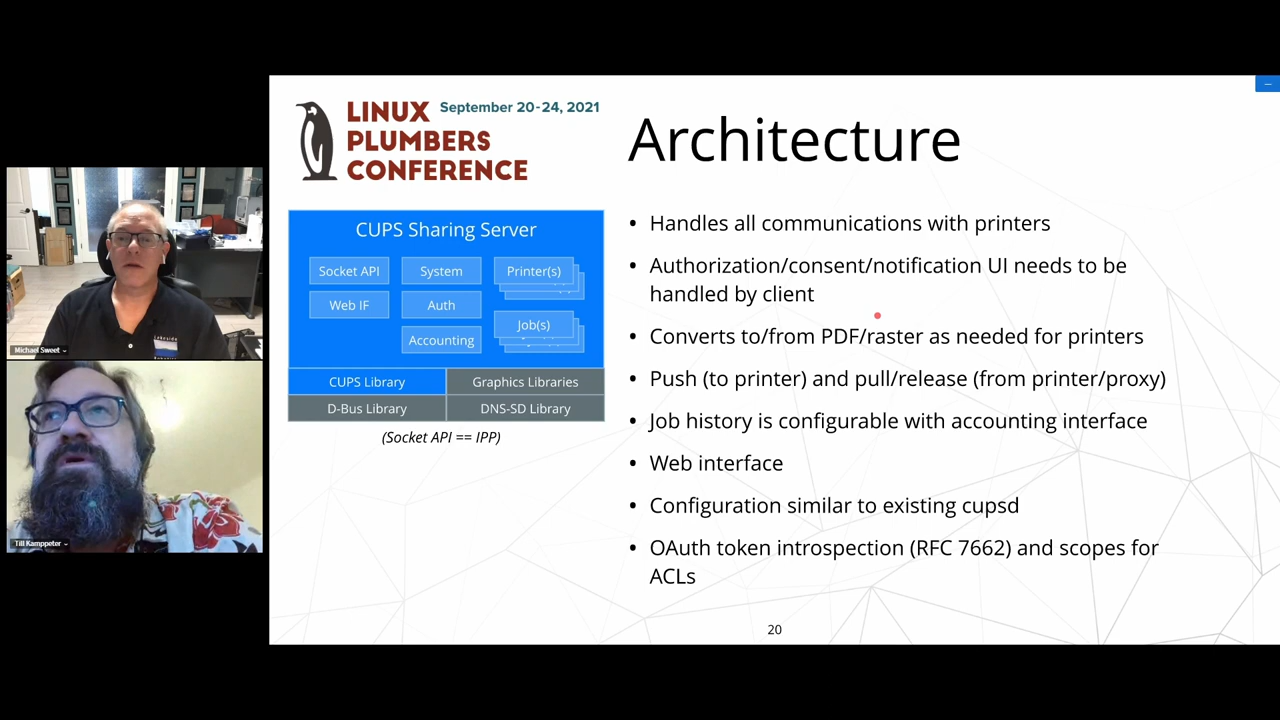 LINUX September 20-24, 2021
PLUMBERS
CONFERENCE
Architecture
CUPS Sharing Server
Socket API
System
Printer(s)
Web IF
Auth
Job(s)
Accounting
CUPS Library
Graphics Libraries
D-Bus Library
DNS-SD Library
(Socket API == IPP)
• Handles all communications with printers
• Authorization/consent/notification UI needs to be
handled by client
• Converts to/from PDF/raster as needed for printers
• Push (to printer) and pull/release (from printer/proxy)
• Job history is configurable with accounting interface
• Web interface
• Configuration similar to existing cupsd
• OAuth token introspection (RFC 7662) and scopes for
ACLs
20
Michael Sweet
Till Kamppeter